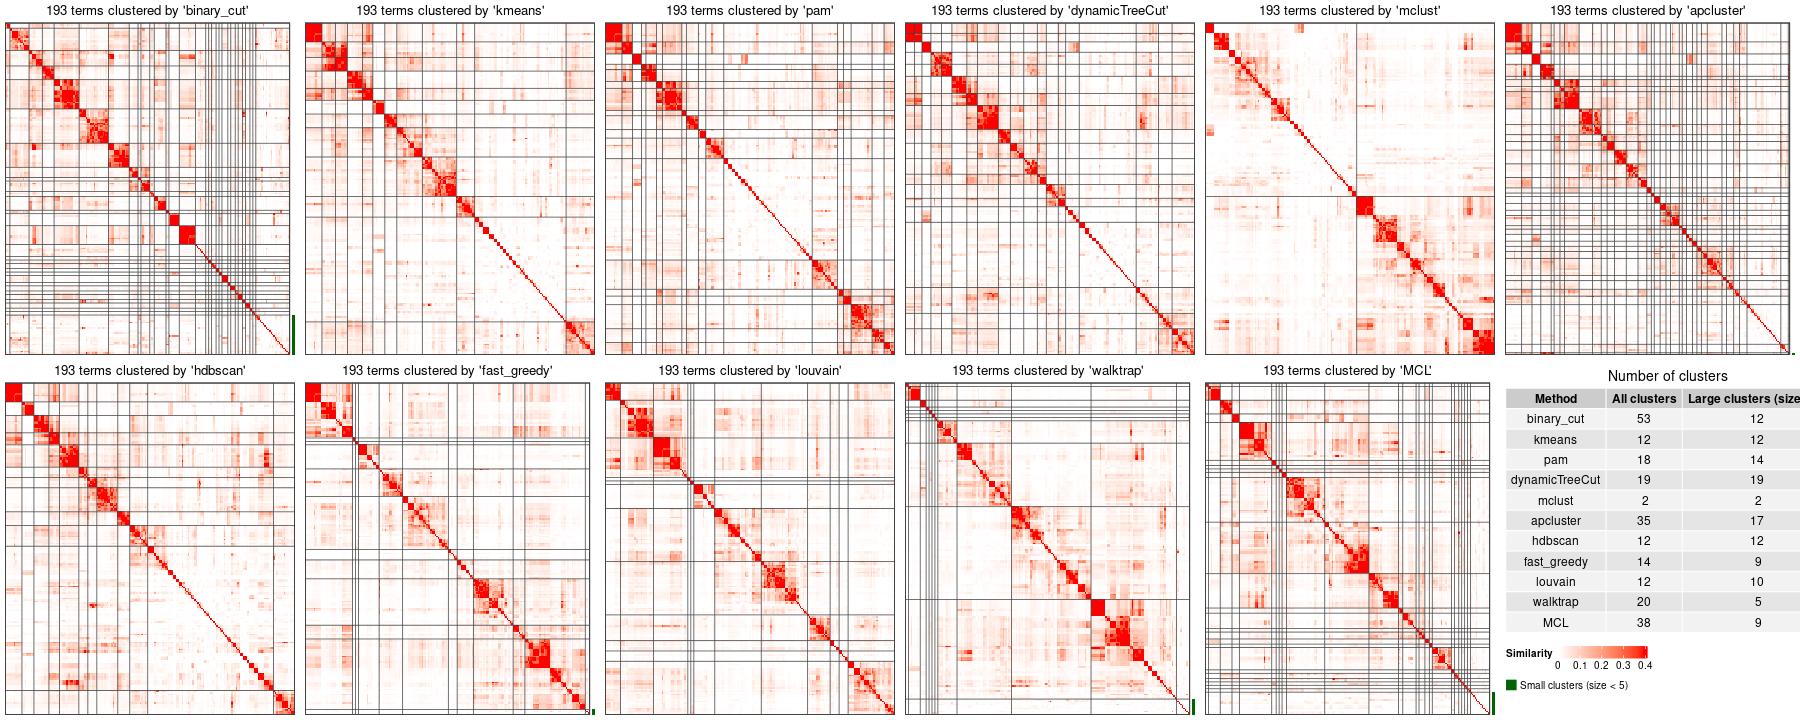 193 terms clustered by 'binary_cut'
193 terms clustered by 'kmeans'
193 terms clustered by 'pam'
193 terms clustered by 'dynamicTreeCut'
193 terms clustered by 'mclust'
193 terms clustered by 'apcluster'
193 terms clustered by 'hdbscan'
193 terms clustered by 'fast_greedy'
193 terms clustered by 'louvain'
193 terms clustered by 'walktrap'
193 terms clustered by 'MCL'
Number of clusters
Method All clusters Large clusters (size
binary_cut 53 12
kmeans 12 12
pam 18 14
dynamicTreeCut 19 19
mclust 2 2
apcluster 35 17
hdbscan 12 12
fast_greedy 14 9
louvain 12 10
walktrap 20 5
MCL 38 9
Similarity
0 0.1 0.2 0.3 0.4
Small clusters (size < 5)